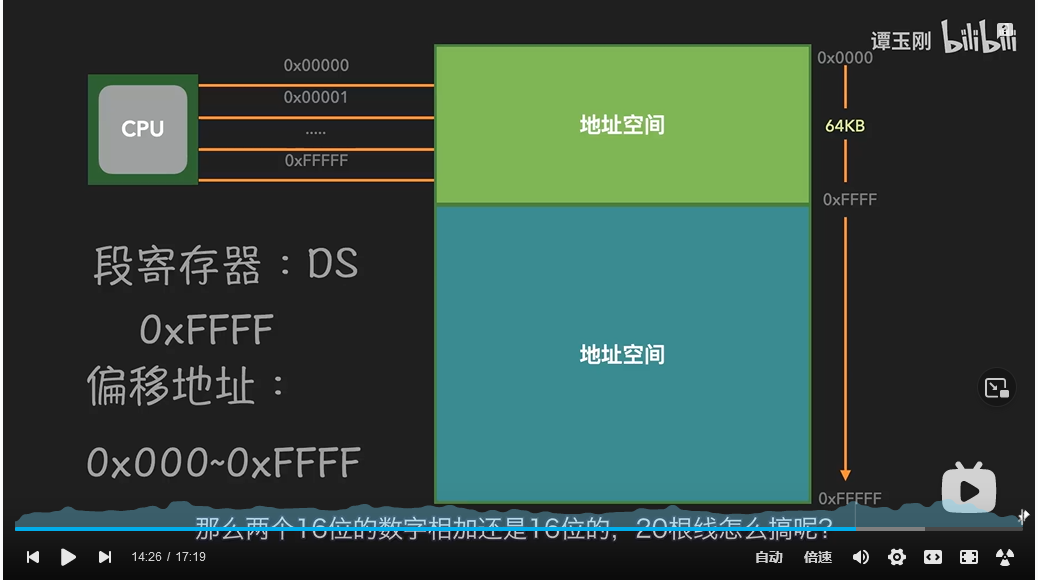 谭玉刚 bilibili
0x00000
0x0000
0x00001
CPU
地址空间
64KB
.....
0xFFFFF
0xFFFF
段寄存器：DS
0xFFFF
地址空间
偏移地址：
0x000~0xFFFF
0xFFFFF
那么两个16位的数字相加还是16位的，20根线怎么搞呢?
14:26 / 17:19
自动
倍速